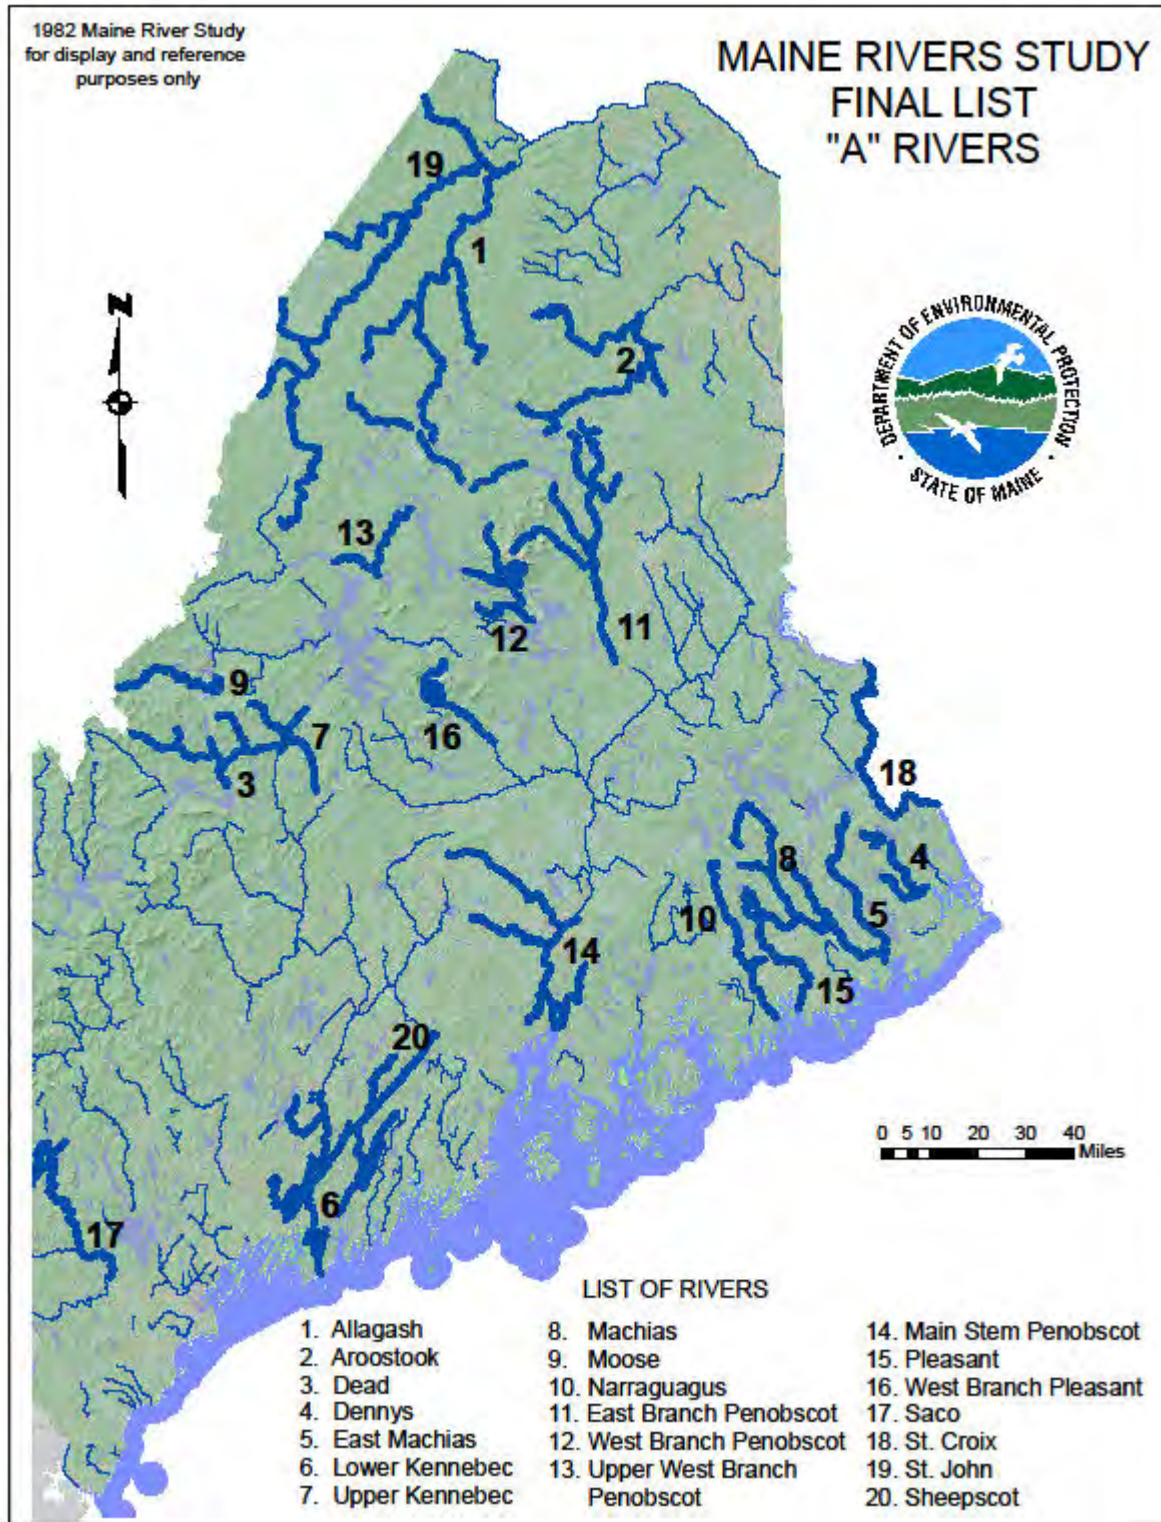 1982 Maine River Study
for display and reference
purposes only
MAINE RIVERS STUDY
FINAL LIST
"A" RIVERS
19
1
N
2
DEPARTMENT OF ENVIRONMENTAL PROTECTION
• STATE OF MAINE •
13
12
11
9
16
7
3
18
8
4
10
5
14
15
20
6
17
0 5 10 20 30 40
Miles
LIST OF RIVERS
1. Allagash
2. Aroostook
3. Dead
4. Dennys
5. East Machias
6. Lower Kennebec
7. Upper Kennebec
8. Machias
9. Moose
10. Narraguagus
11. East Branch Penobscot
12. West Branch Penobscot
13. Upper West Branch
Penobscot
14. Main Stem Penobscot
15. Pleasant
16. West Branch Pleasant
17. Saco
18. St. Croix
19. St. John
20. Sheepscot